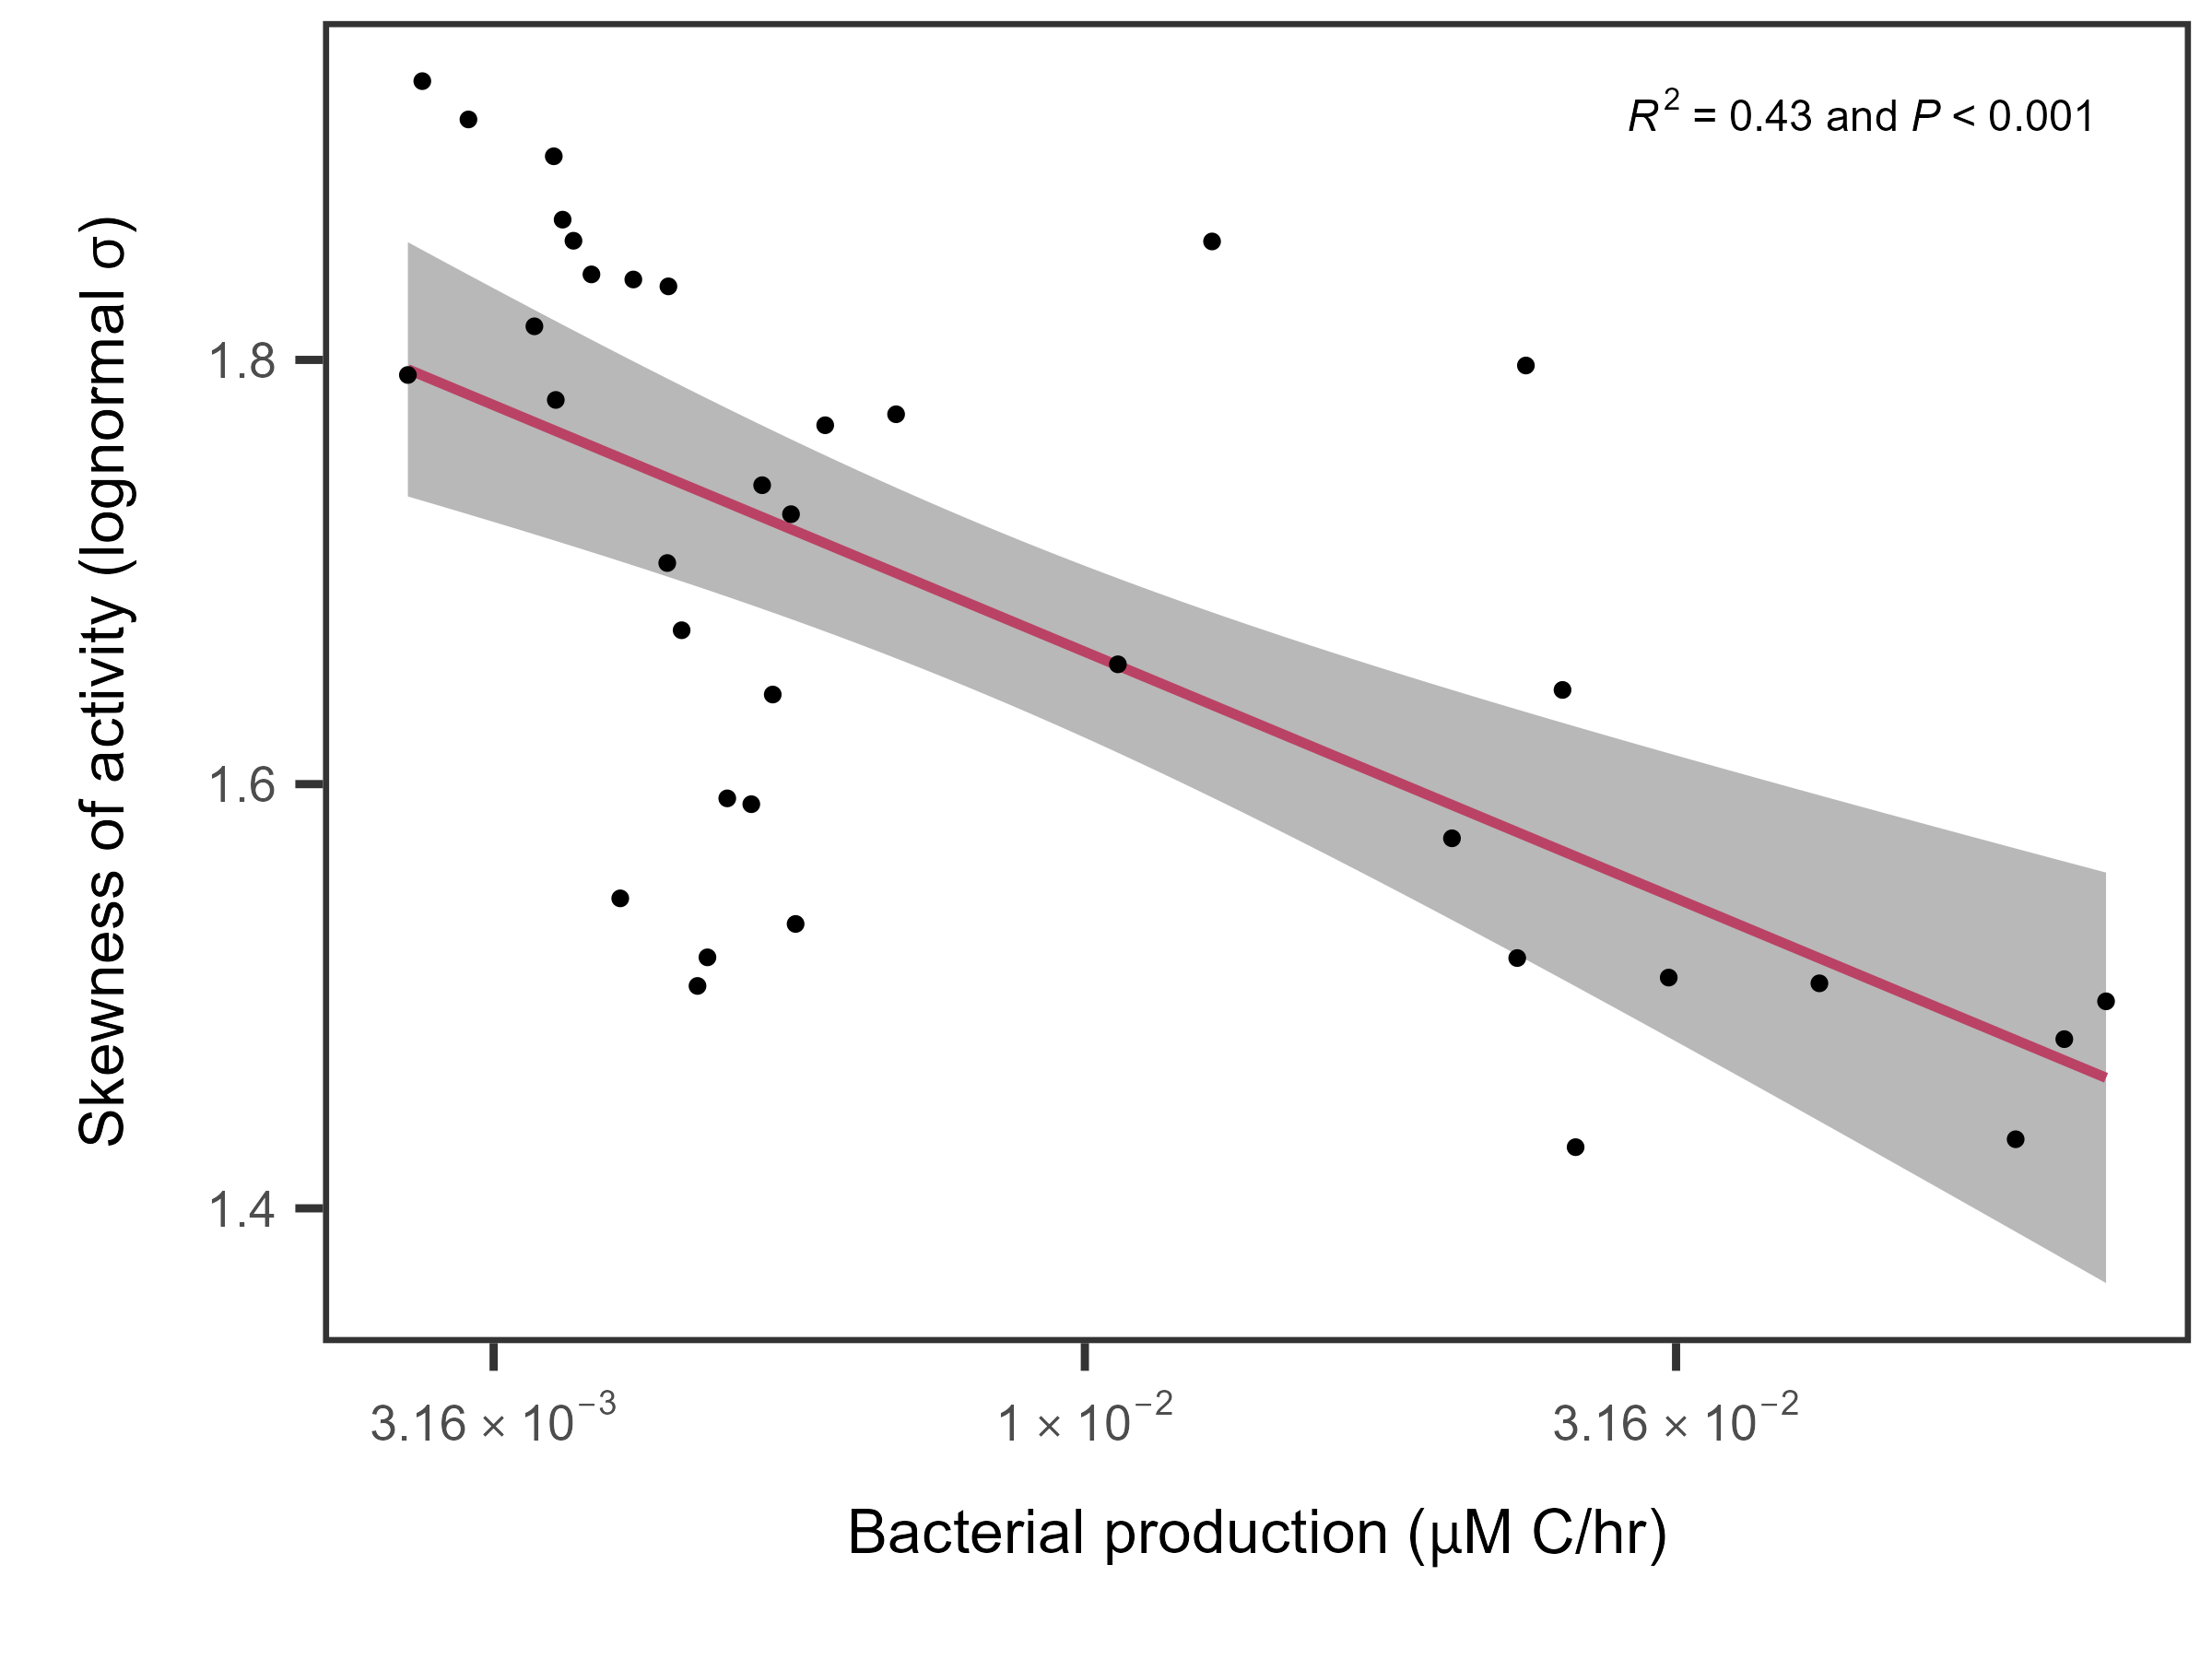 R² = 0.43 and P < 0.001
Skewness of activity (lognormal σ)
1.8
1.6
1.4
3.16 × 10⁻³
1 × 10⁻²
3.16 × 10⁻²
Bacterial production (μM C/hr)